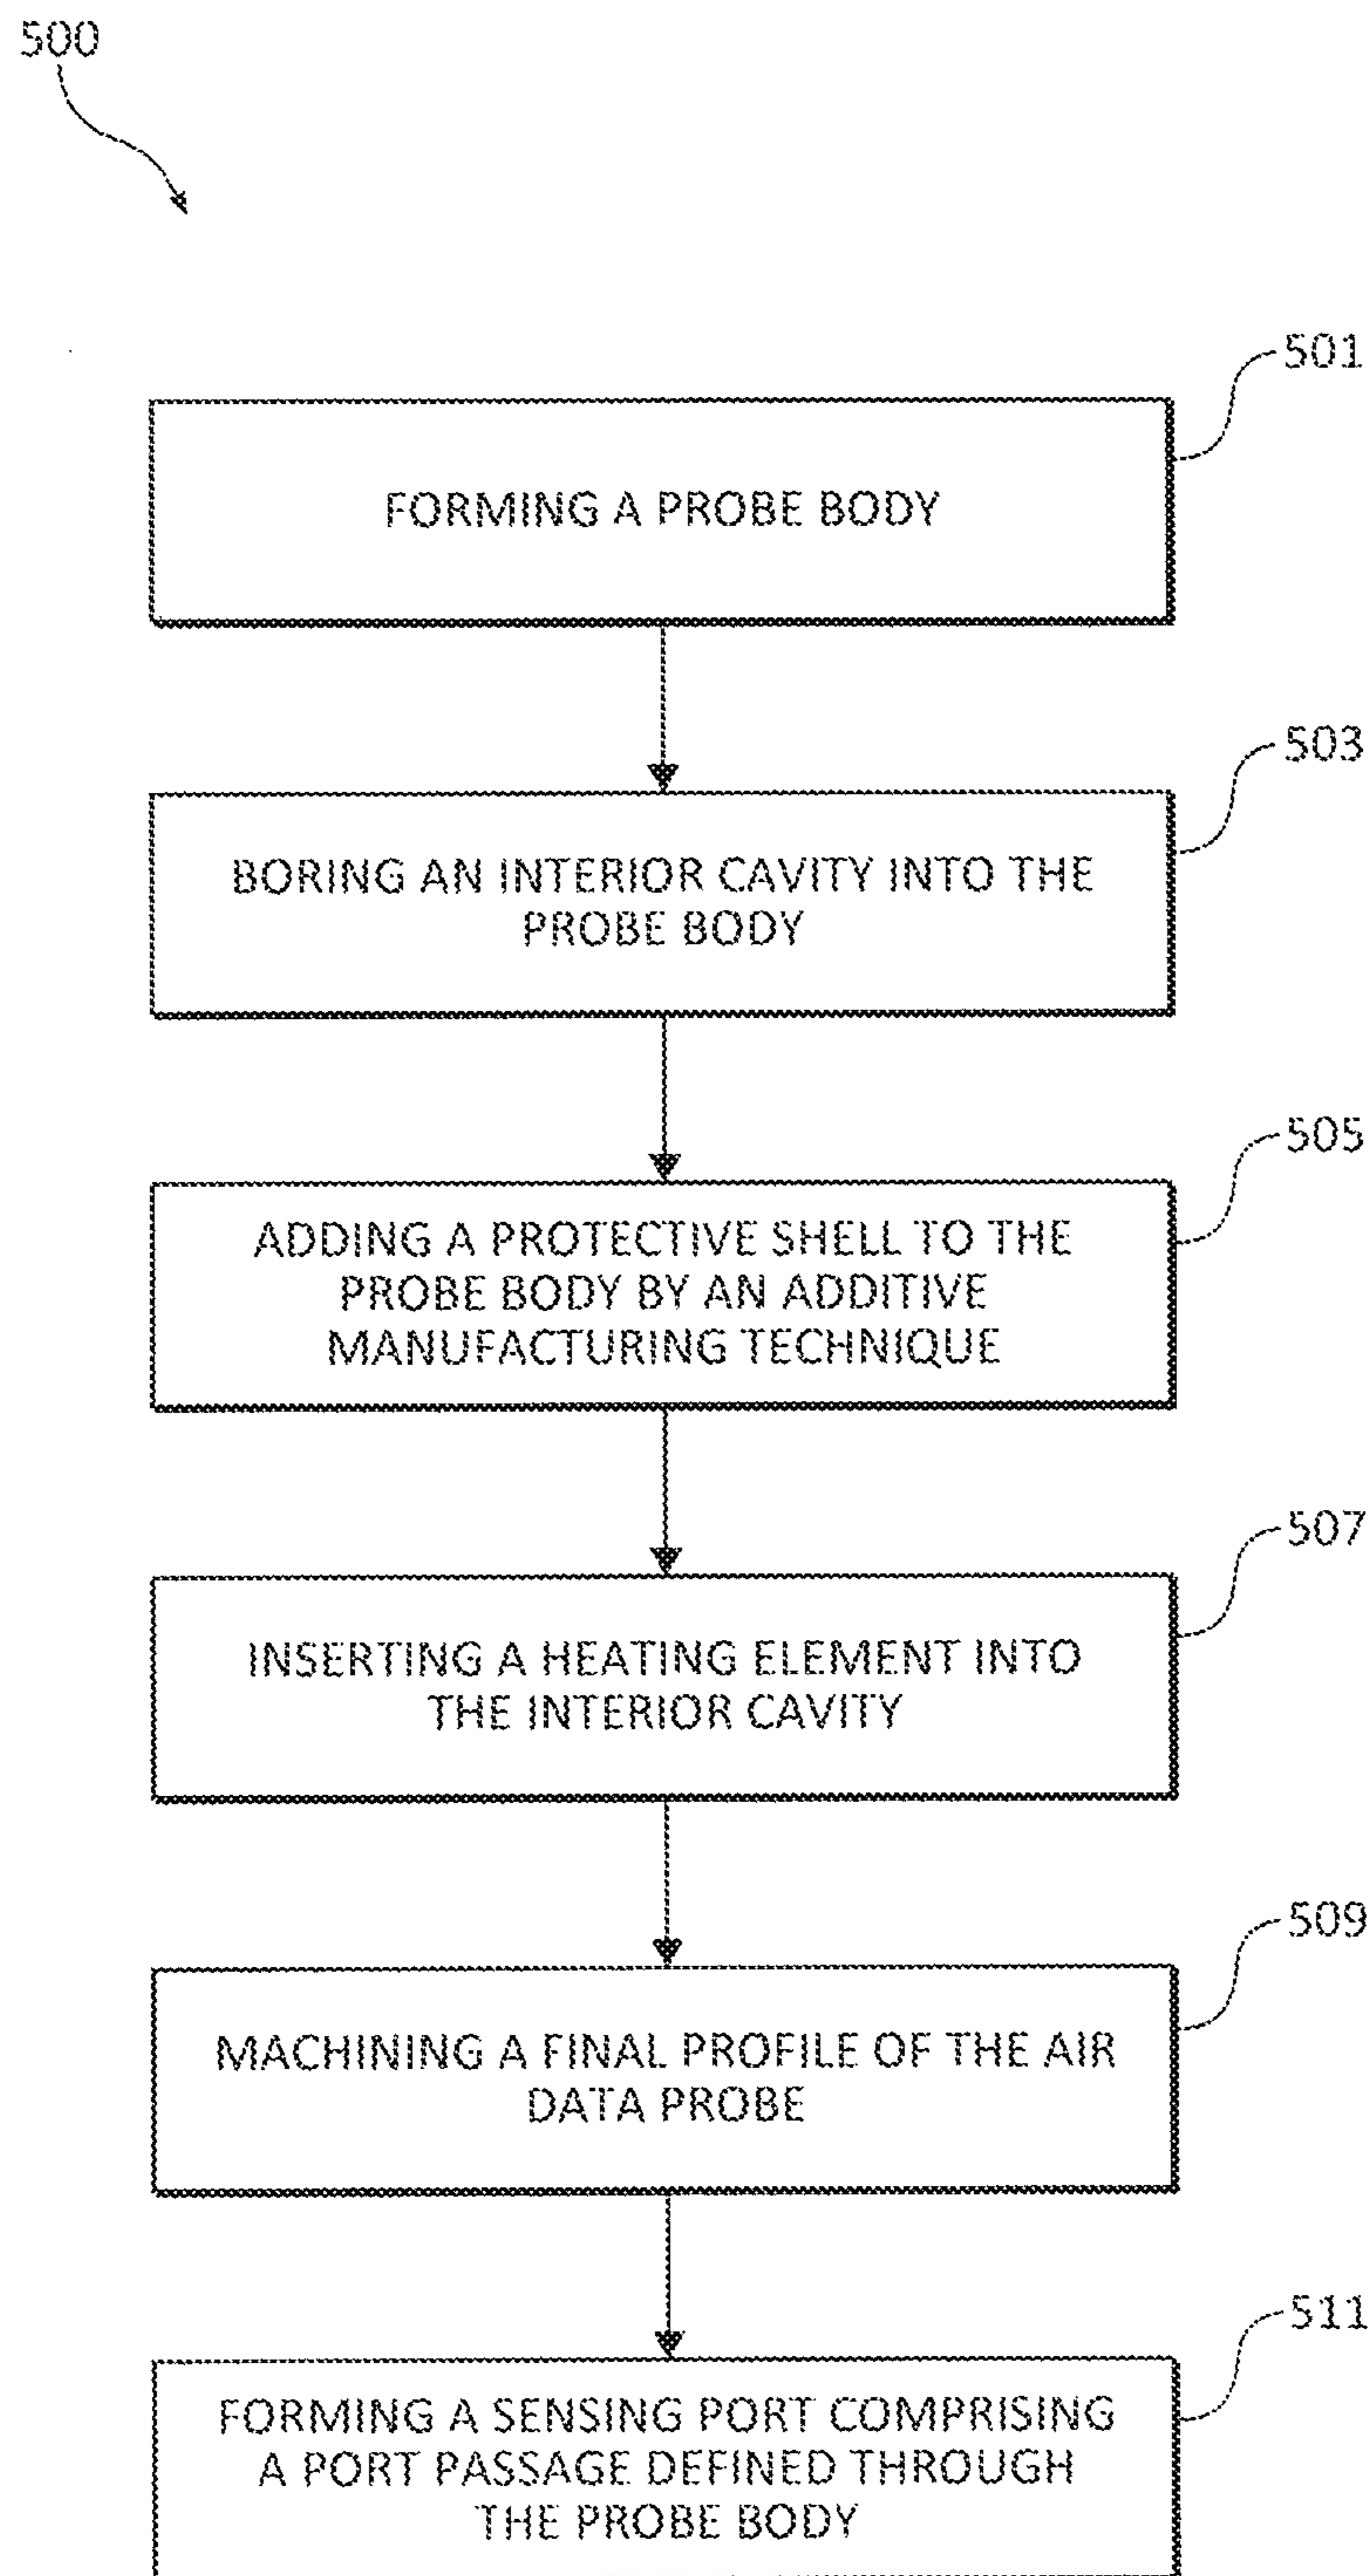 500
501
FORMING A PROBE BODY
503
BORING AN INTERIOR CAVITY INTO THE
PROBE BODY
505
ADDING A PROTECTIVE SHELL TO THE
PROBE BODY BY AN ADDITIVE
MANUFACTURING TECHNIQUE
507
INSERTING A HEATING ELEMENT INTO
THE INTERIOR CAVITY
509
MACHINING A FINAL PROFILE OF THE AIR
DATA PROBE
511
FORMING A SENSING PORT COMPRISING
A PORT PASSAGE DEFINED THROUGH
THE PROBE BODY